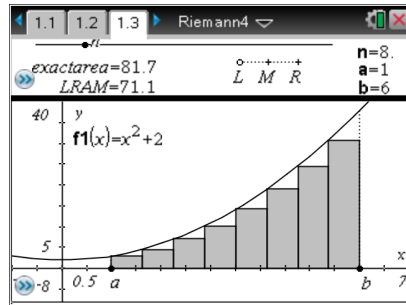 1.1 1.2 1.3 Riemann4
n
exactarea=81.7
LRAM=71.1
L M R
n=8.
a=1
b=6
40 y
f1(x)=x²+2
5
x
-8 0.5 a b 7